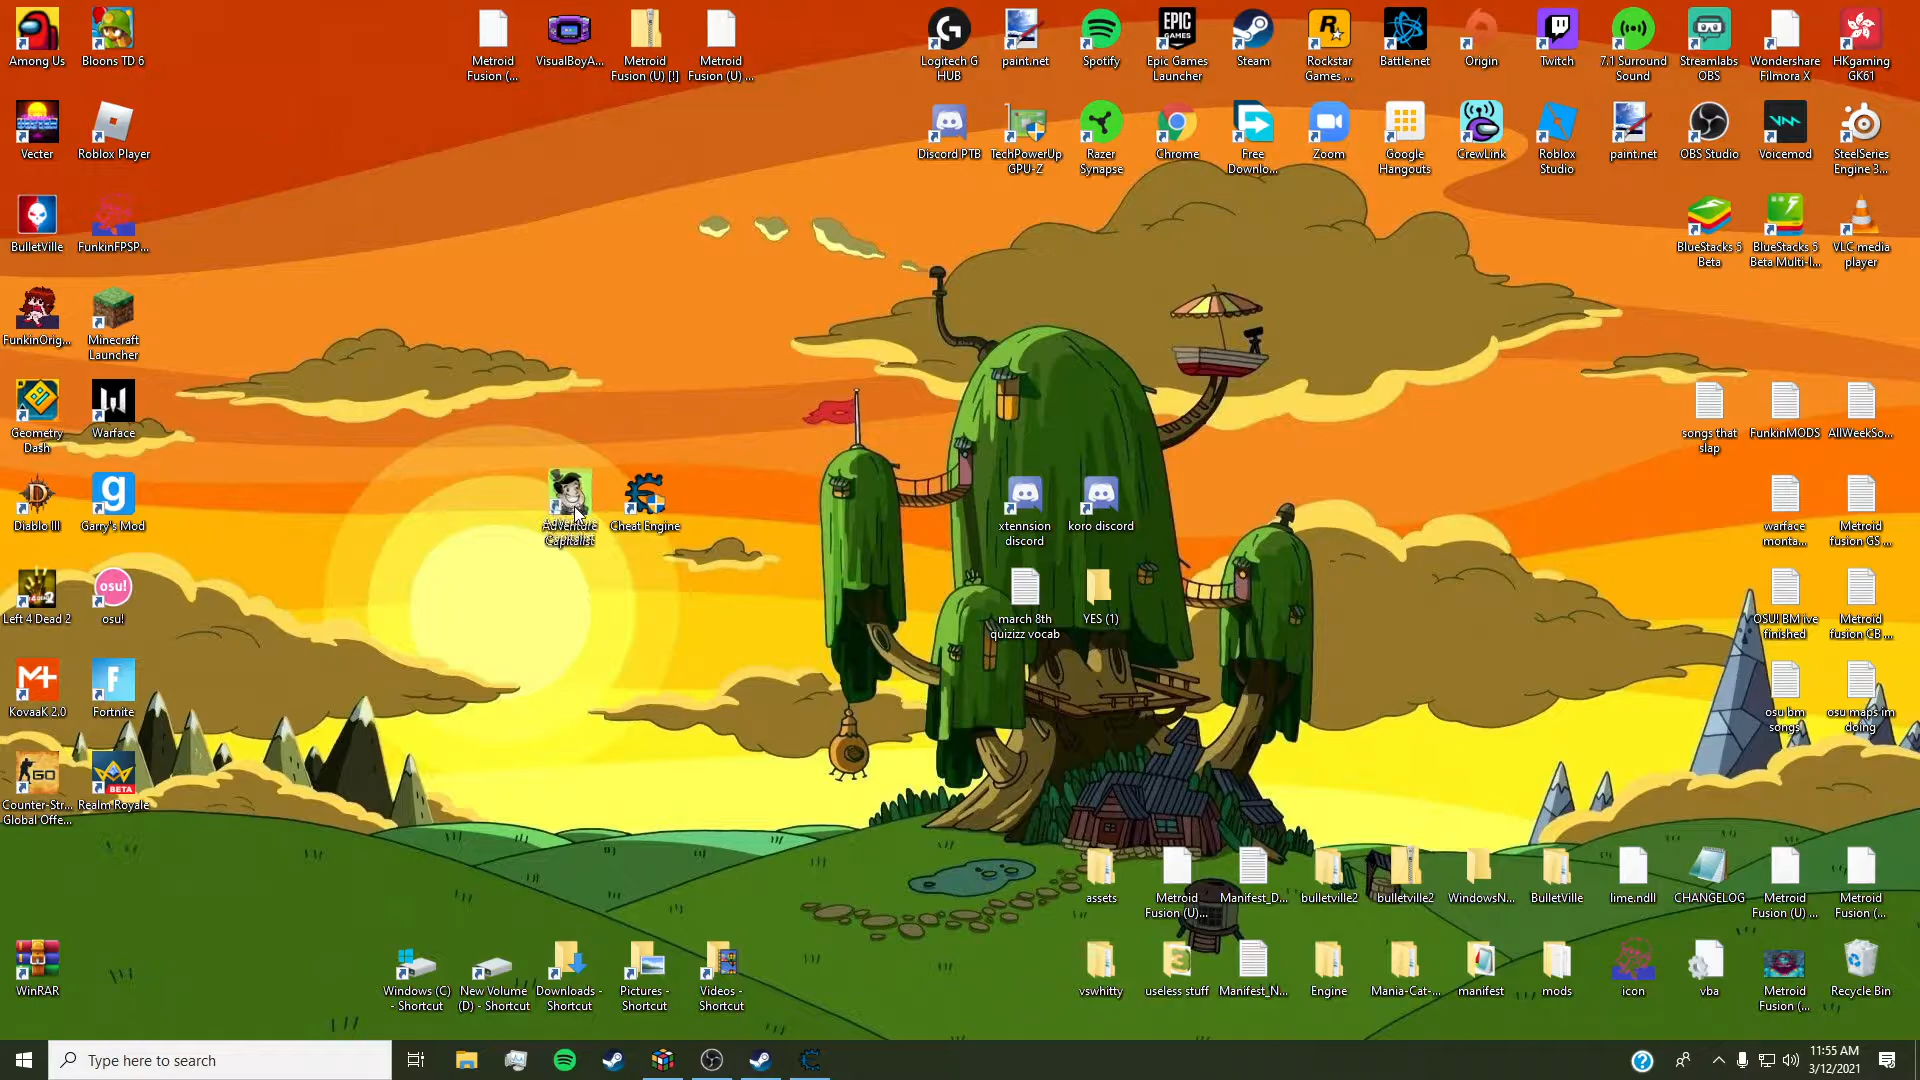 Among Us
Bloons TD 6
Metroid
Fusion (...
VisualBoyA...
Metroid
Fusion (U) [!]
Metroid
Fusion (U) ...
Logitech G
HUB
paint.net
Spotify
Epic Games
Launcher
Steam
Rockstar
Games ...
Battle.net
Origin
Twitch
7.1 Surround
Sound
Streamlabs
OBS
Wondershare
Filmora X
HKgaming
GK61
Vecter
Roblox Player
Discord PTB
TechPowerUp
GPU-Z
Razer
Synapse
Chrome
Free
Downlo...
Zoom
Google
Hangouts
CrewLink
Roblox
Studio
paint.net
OBS Studio
Voicemod
SteelSeries
Engine 3...
BulletVille
FunkinFPSP...
BlueStacks 5
Beta
BlueStacks 5
Beta Multi-I...
VLC media
player
FunkinOrig...
Minecraft
Launcher
Geometry
Dash
Warface
songs that
slap
FunkinMODS
AllWeekSo...
Diablo III
Garry's Mod
Adventure
Capitalist
Cheat Engine
xtennsion
discord
koro discord
warface
monta...
Metroid
fusion GS ...
Left 4 Dead 2
osu!
march 8th
quizizz vocab
YES (1)
OSU! BM ive
finished
Metroid
fusion CB ...
KovaaK 2.0
Fortnite
osu bm
songs
osu maps im
doing
Counter-Str...
Global Offe...
Realm Royale
assets
Metroid
Fusion (U)...
Manifest_D...
bulletville2
bulletville2
WindowsN...
BulletVille
lime.ndll
CHANGELOG
Metroid
Fusion (U) ...
Metroid
Fusion (...
WinRAR
Windows (C)
- Shortcut
New Volume
(D) - Shortcut
Downloads -
Shortcut
Pictures -
Shortcut
Videos -
Shortcut
vswhitty
useless stuff
Manifest_N...
Engine
Mania-Cat-...
manifest
mods
icon
vba
Metroid
Fusion (...
Recycle Bin
Type here to search
11:55 AM
3/12/2021